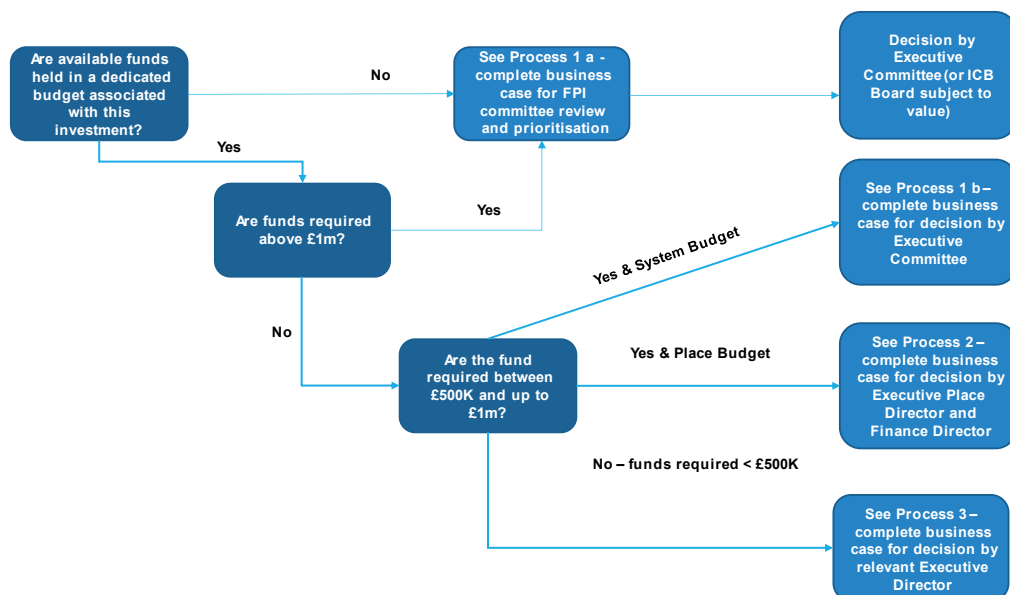 Are available funds
held in a dedicated
budget associated
with this
investment?
No
See Process 1 a -
complete business
case for FPI
committee review
and prioritisation
Decision by
Executive
Committee(or ICB
Board subject to
value)
Yes
Are funds required
above £1m?
Yes
See Process 1 b–
complete business
case for decision by
Executive
Committee
Yes & System Budget
No
Are the fund
required between
£500K and up to
£1m?
Yes & Place Budget
See Process 2 –
complete business
case for decision by
Executive Place
Director and
Finance Director
No – funds required < £500K
See Process 3 –
complete business
case for decision by
relevant Executive
Director